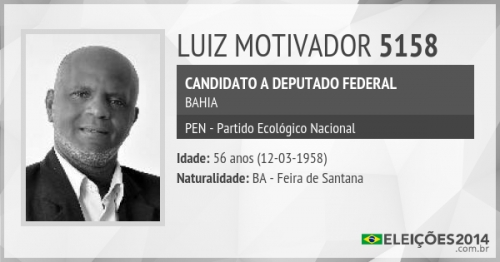 LUIZ MOTIVADOR 5158
CANDIDATO A DEPUTADO FEDERAL
BAHIA
PEN - Partido Ecológico Nacional
Idade: 56 anos (12-03-1958)
Naturalidade: BA - Feira de Santana
ELEIÇÕES2014
.com.br